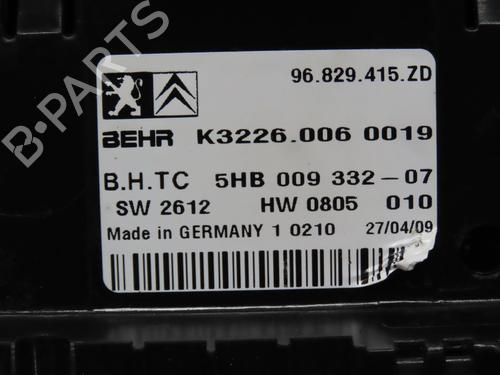 B-PARTS
96.829.415.ZD
BEHR K3226.006 0019
B.H.TC 5HB 009 332-07
SW 2612 HW 0805 010
Made in GERMANY 1 0210 27/04/09